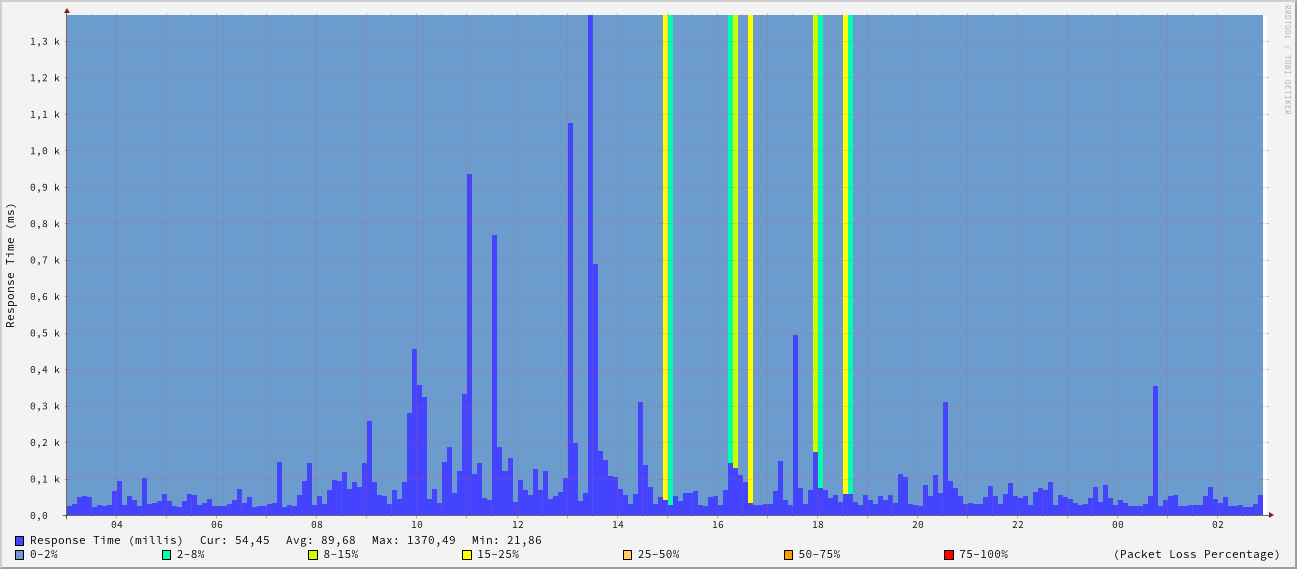 RRDTOOL / TOBI OETIKER
Response Time (ms)
1,3 k
1,2 k
1,1 k
1,0 k
0,9 k
0,8 k
0,7 k
0,6 k
0,5 k
0,4 k
0,3 k
0,2 k
0,1 k
0,0
04 06 08 10 12 14 16 18 20 22 00 02
Response Time (millis) Cur: 54,45 Avg: 89,68 Max: 1370,49 Min: 21,86
0-2% 2-8% 8-15% 15-25% 25-50% 50-75% 75-100% (Packet Loss Percentage)